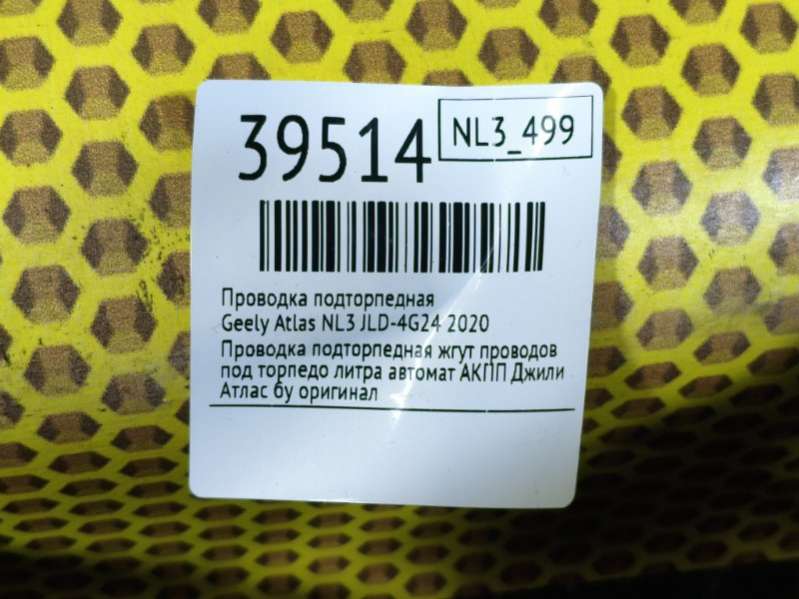 39514
NL3_499
Проводка подторпедная
Geely Atlas NL3 JLD-4G24 2020
Проводка подторпедная жгут проводов
под торпедо литра автомат АКПП Джили
Атлас бу оригинал